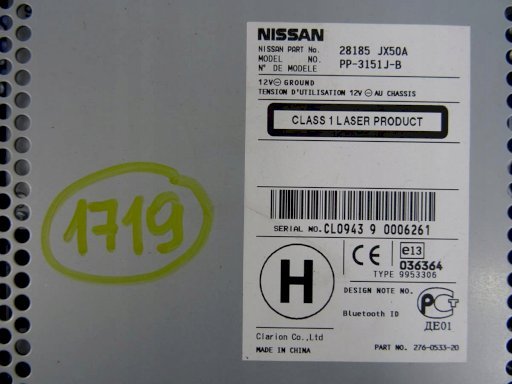 NISSAN
NISSAN PART No. 28185 JX50A
MODEL NO. PP-3151J-B
N° DE MODELE
12V⎓ GROUND
TENSION D'UTILISATION 12V⎓ AU CHASSIS
CLASS 1 LASER PRODUCT
SERIAL NO. CL0943 9 0006261
1719
H
CE
e13
036364
TYPE 9953306
DESIGN NOTE NO.
Bluetooth ID
РСТ
ДЕ01
Clarion Co.,Ltd
MADE IN CHINA
PART NO. 276-0533-20